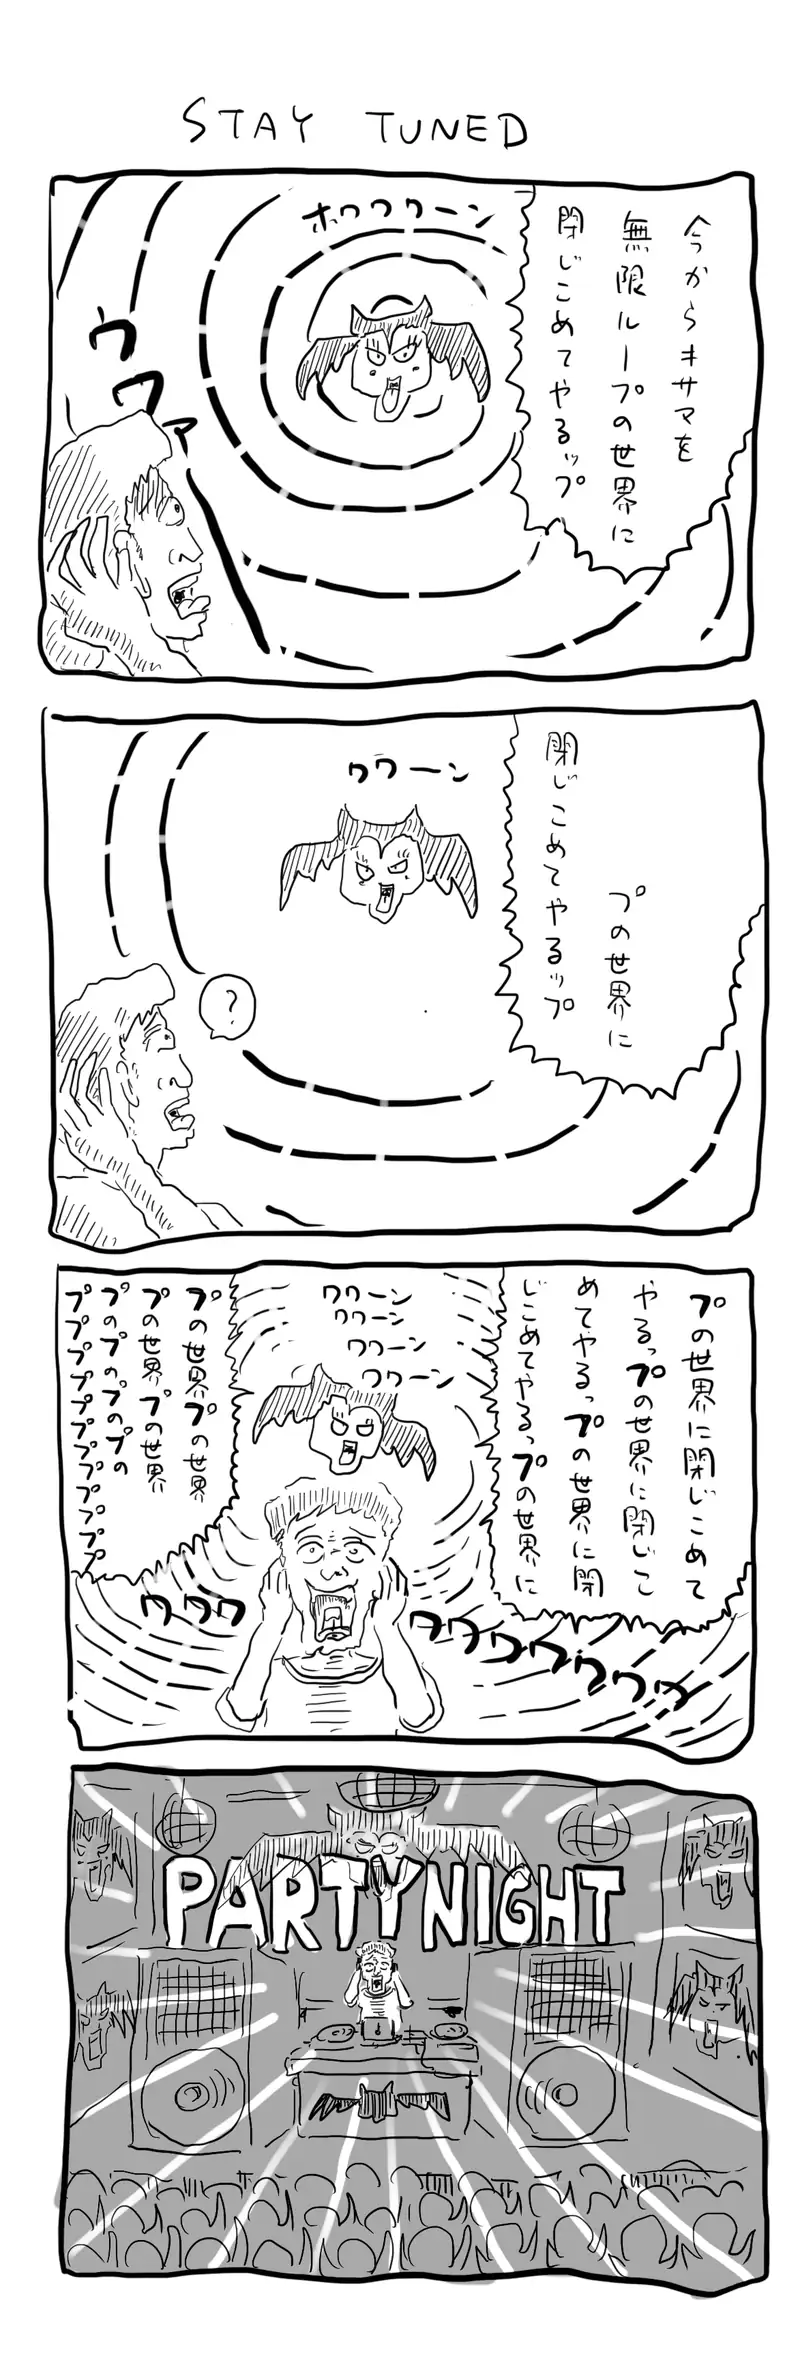 STAY TUNED
今からキサマを
無限ループの世界に
閉じこめてやるップ
ホワワワーン
ウワァ
プの世界に
閉じこめてやるップ
ワワーン
?
プの世界に閉じこめて
やるっプの世界に閉じこ
めてやるっプの世界に閉
じこめてやるっプの世界に
ワワワーン
ワワワーン
ワワワーン
ワワワーン
プの世界プの世界
プの世界プの世界
プのプのプのプの
プププププププププププ
ワワワ
ワワワワワワワ
PARTYNIGHT